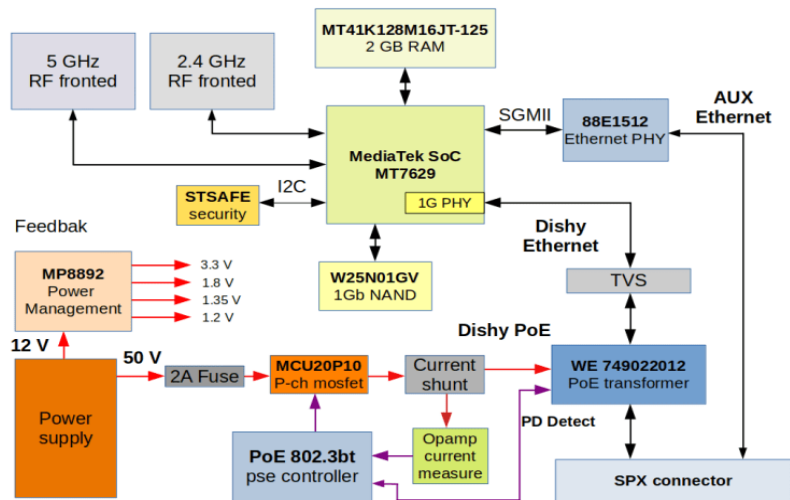 MT41K128M16JT-125
2 GB RAM
5 GHz
RF fronted
2.4 GHz
RF fronted
SGMII
88E1512
Ethernet PHY
AUX
Ethernet
MediaTek SoC
MT7629
1G PHY
I2C
STSAFE
security
Dishy
Ethernet
Feedbak
MP8892
Power
Management
3.3 V
1.8 V
1.35 V
1.2 V
W25N01GV
1Gb NAND
TVS
12 V
50 V
Dishy PoE
2A Fuse
MCU20P10
P-ch mosfet
Current
shunt
WE 749022012
PoE transformer
Power
supply
PD Detect
PoE 802.3bt
pse controller
Opamp
current
measure
SPX connector